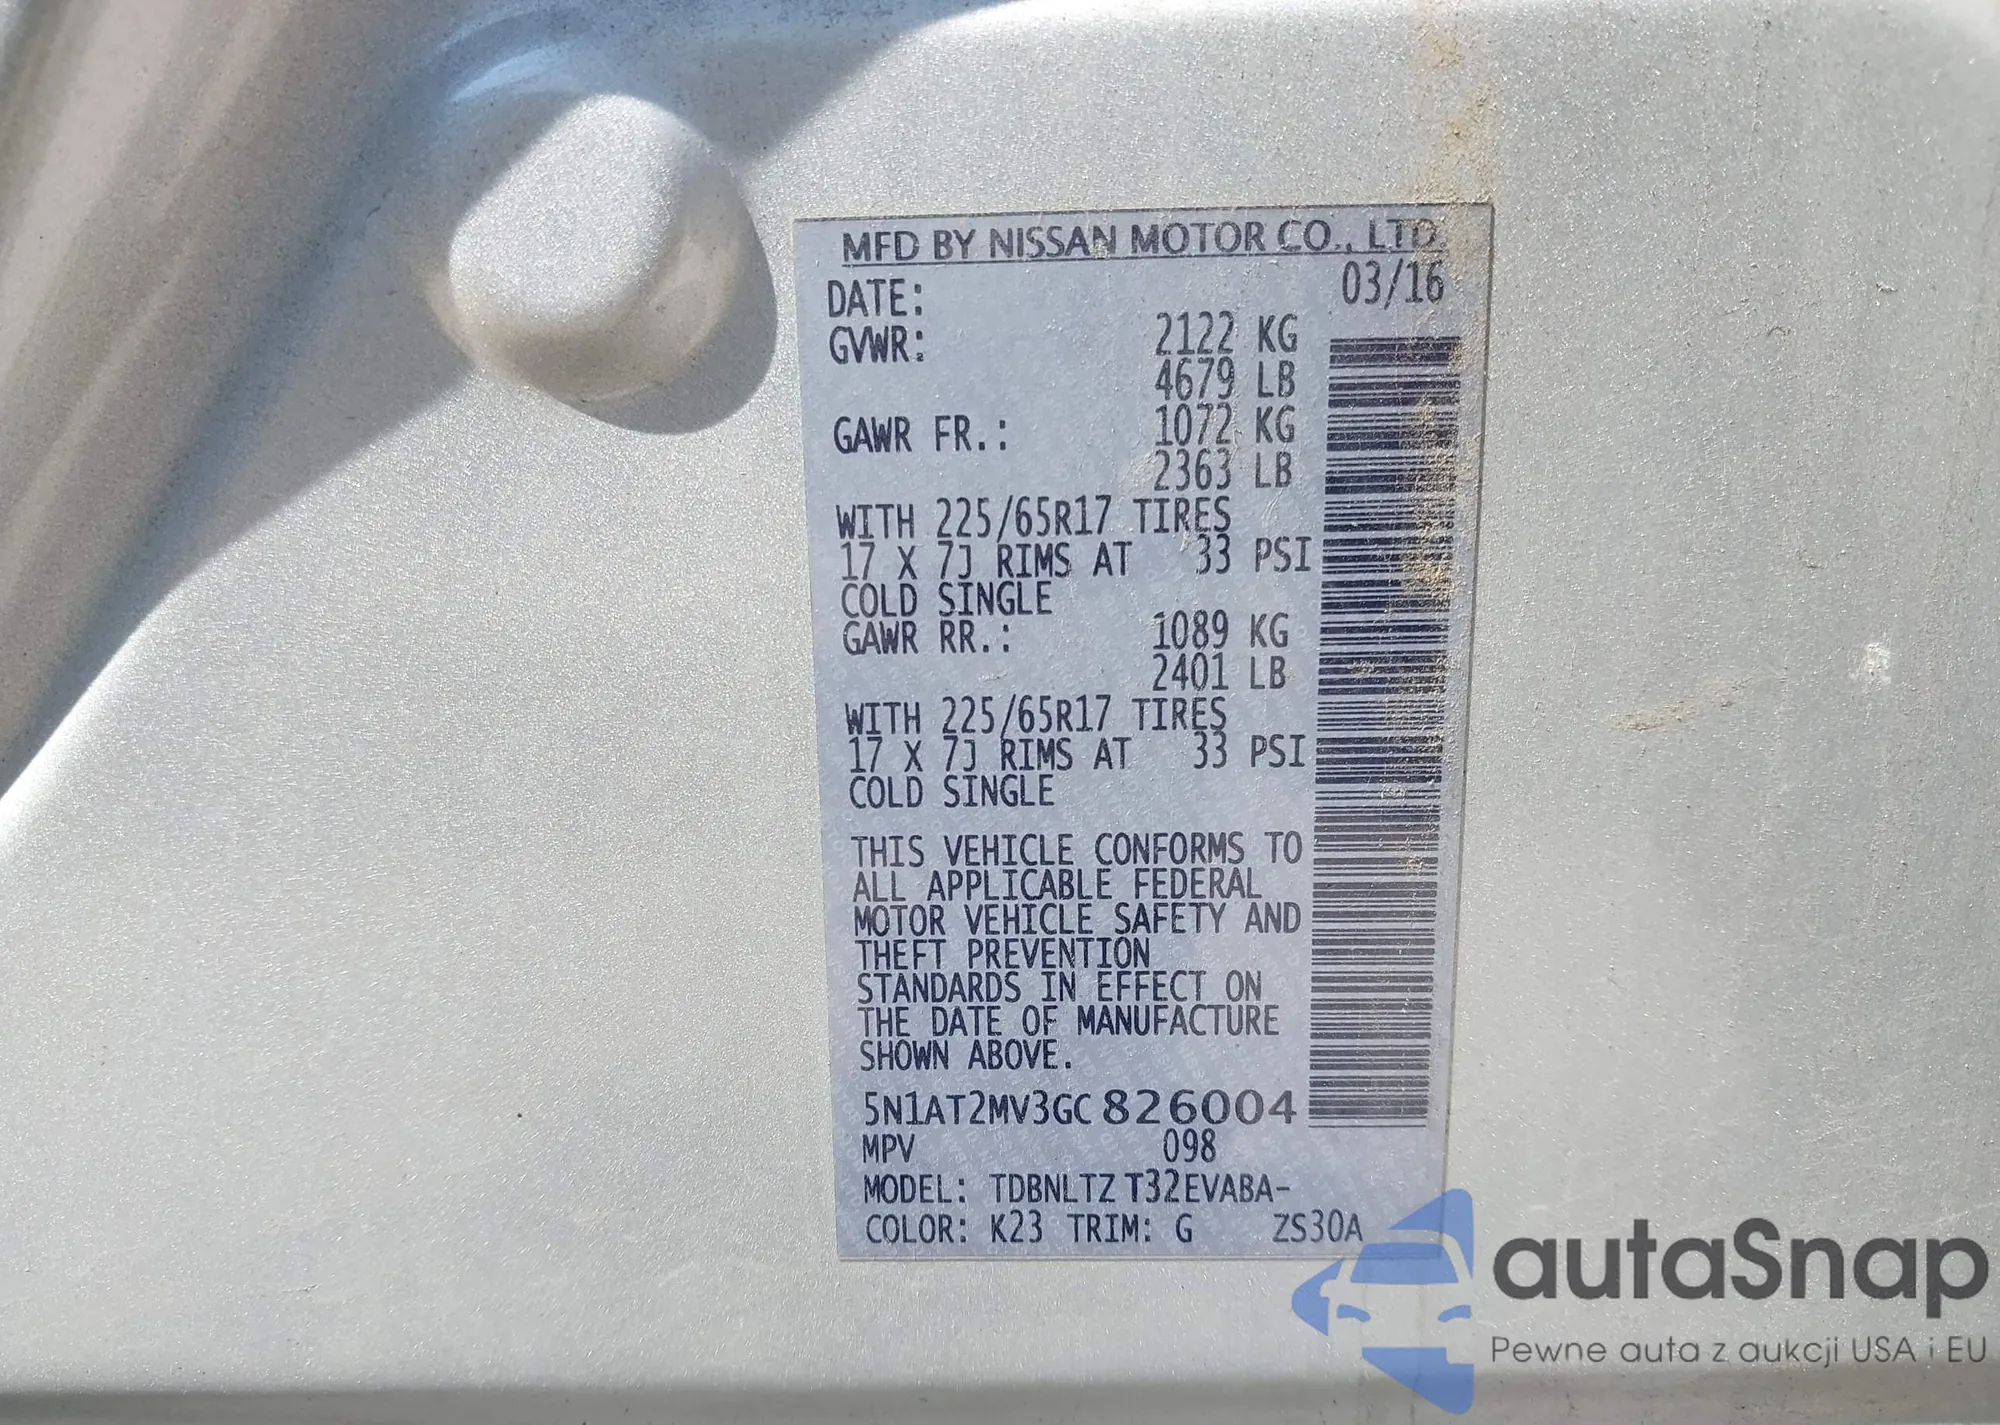 MFD BY NISSAN MOTOR CO., LTD.
DATE: 03/16
GVWR: 2122 KG
4679 LB
GAWR FR.: 1072 KG
2363 LB
WITH 225/65R17 TIRES
17 X 7J RIMS AT 33 PSI
COLD SINGLE
GAWR RR.: 1089 KG
2401 LB
WITH 225/65R17 TIRES
17 X 7J RIMS AT 33 PSI
COLD SINGLE
THIS VEHICLE CONFORMS TO
ALL APPLICABLE FEDERAL
MOTOR VEHICLE SAFETY AND
THEFT PREVENTION
STANDARDS IN EFFECT ON
THE DATE OF MANUFACTURE
SHOWN ABOVE.
5N1AT2MV3GC826004
MPV 098
MODEL: TDBNLTZ T32EVABA-
COLOR: K23 TRIM: G ZS30A
autaSnap
Pewne auta z aukcji USA i EU